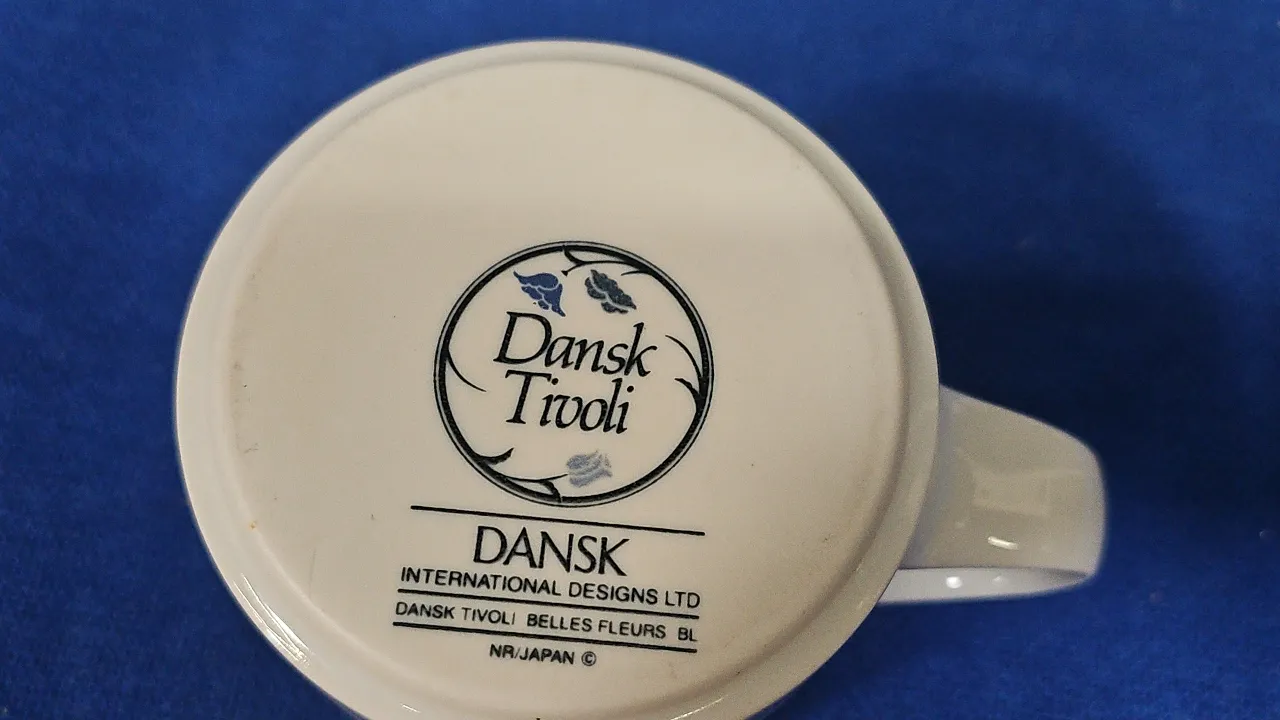 Dansk
Tivoli
DANSK
INTERNATIONAL DESIGNS LTD
DANSK TIVOLI BELLES FLEURS BL
NR/JAPAN ©